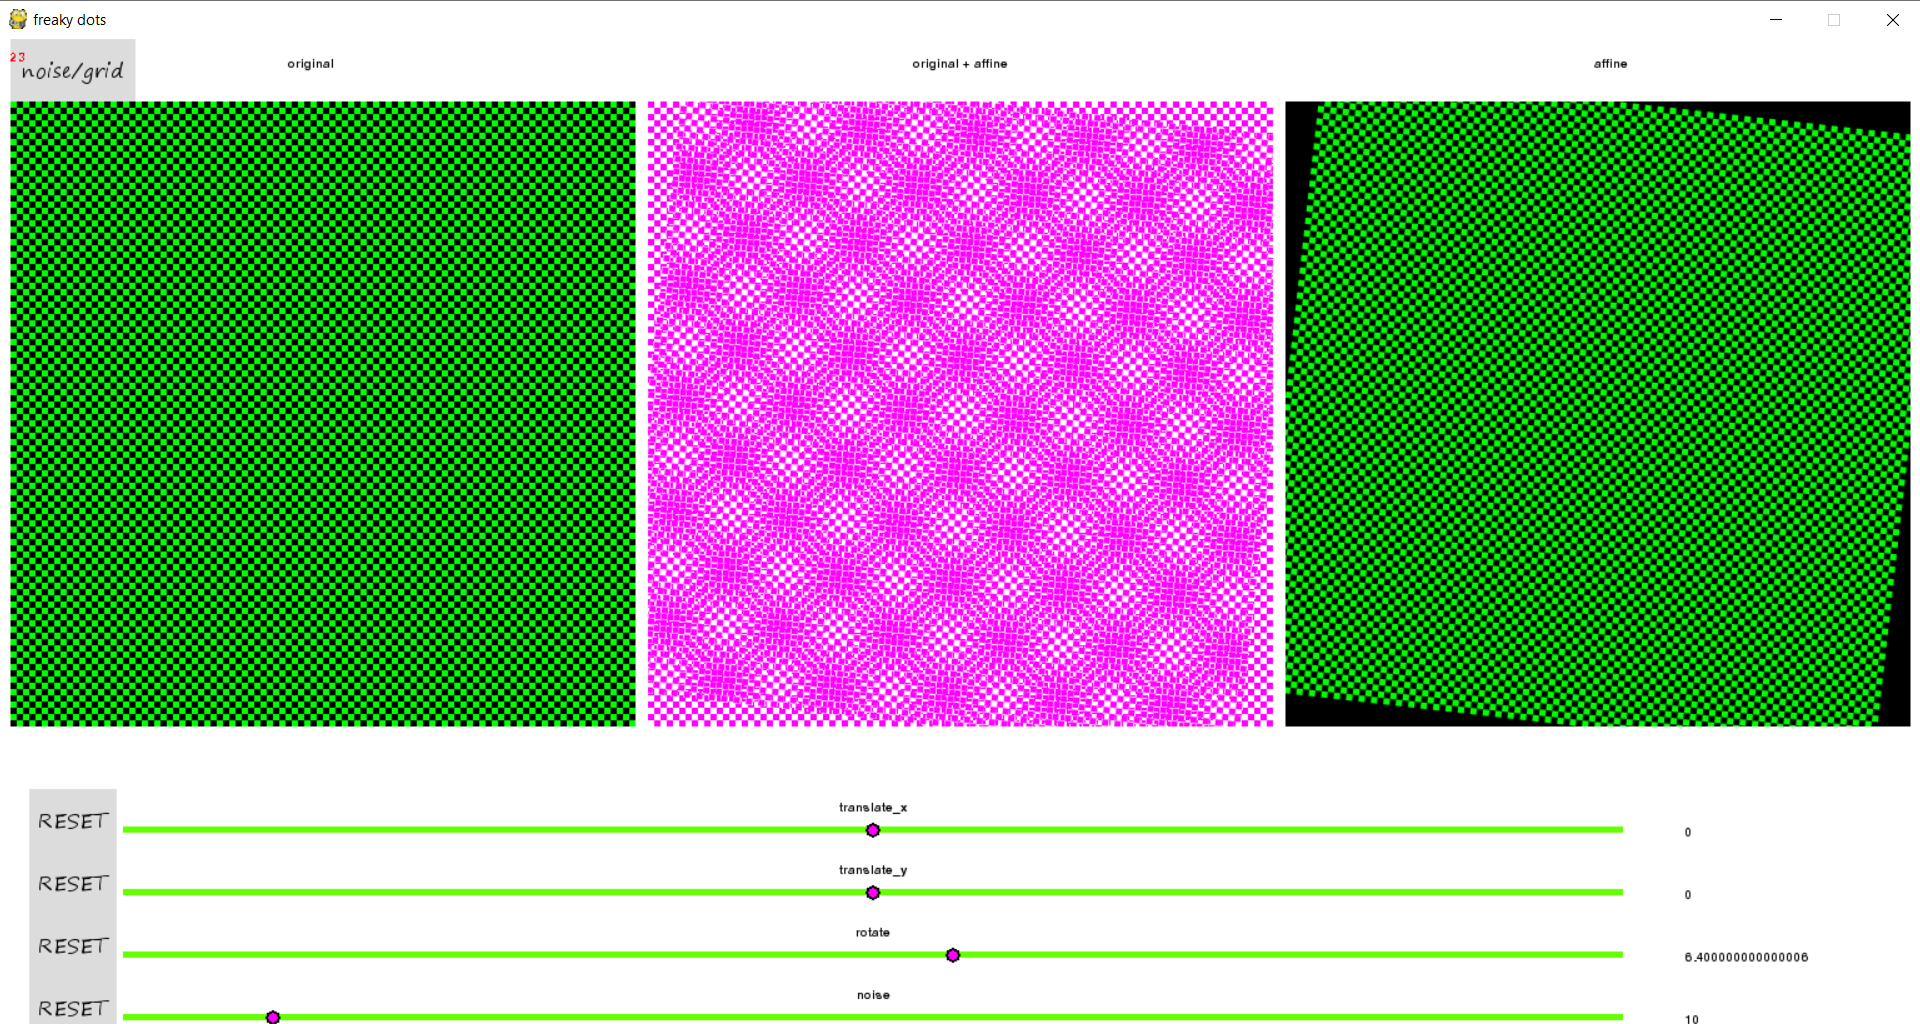 freaky dots
23
noise/grid
original
original + affine
affine
RESET
translate_x
0
RESET
translate_y
0
RESET
rotate
6.400000000000006
RESET
noise
10